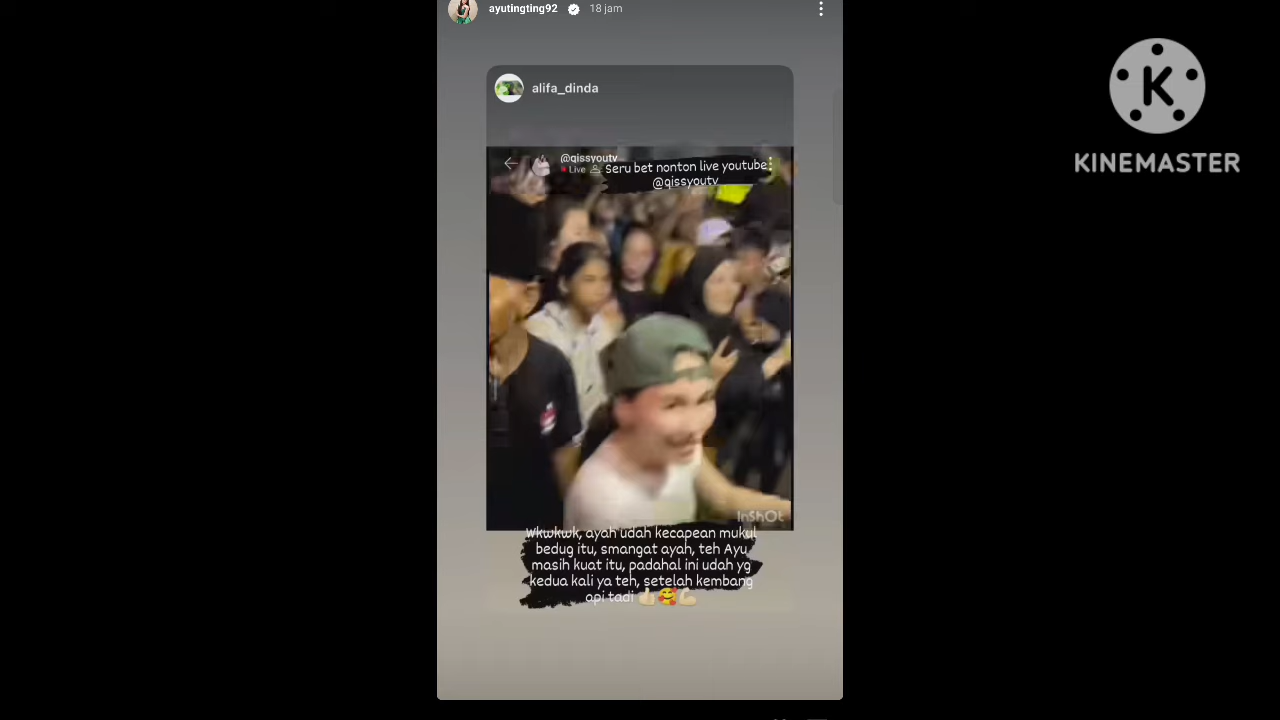 ayutingting92 18 jam
K
KINEMASTER
alifa_dinda
@qissyoutv
Live
Seru bet nonton live youtube
@qissyoutv
InShOt
Wkwkwk, ayah udah kecapean mukul
bedug itu, smangat ayah, teh Ayu
masih kuat itu, padahal ini udah yg
kedua kali ya teh, setelah kembang
api tadi 👍🏻🥰💪🏻